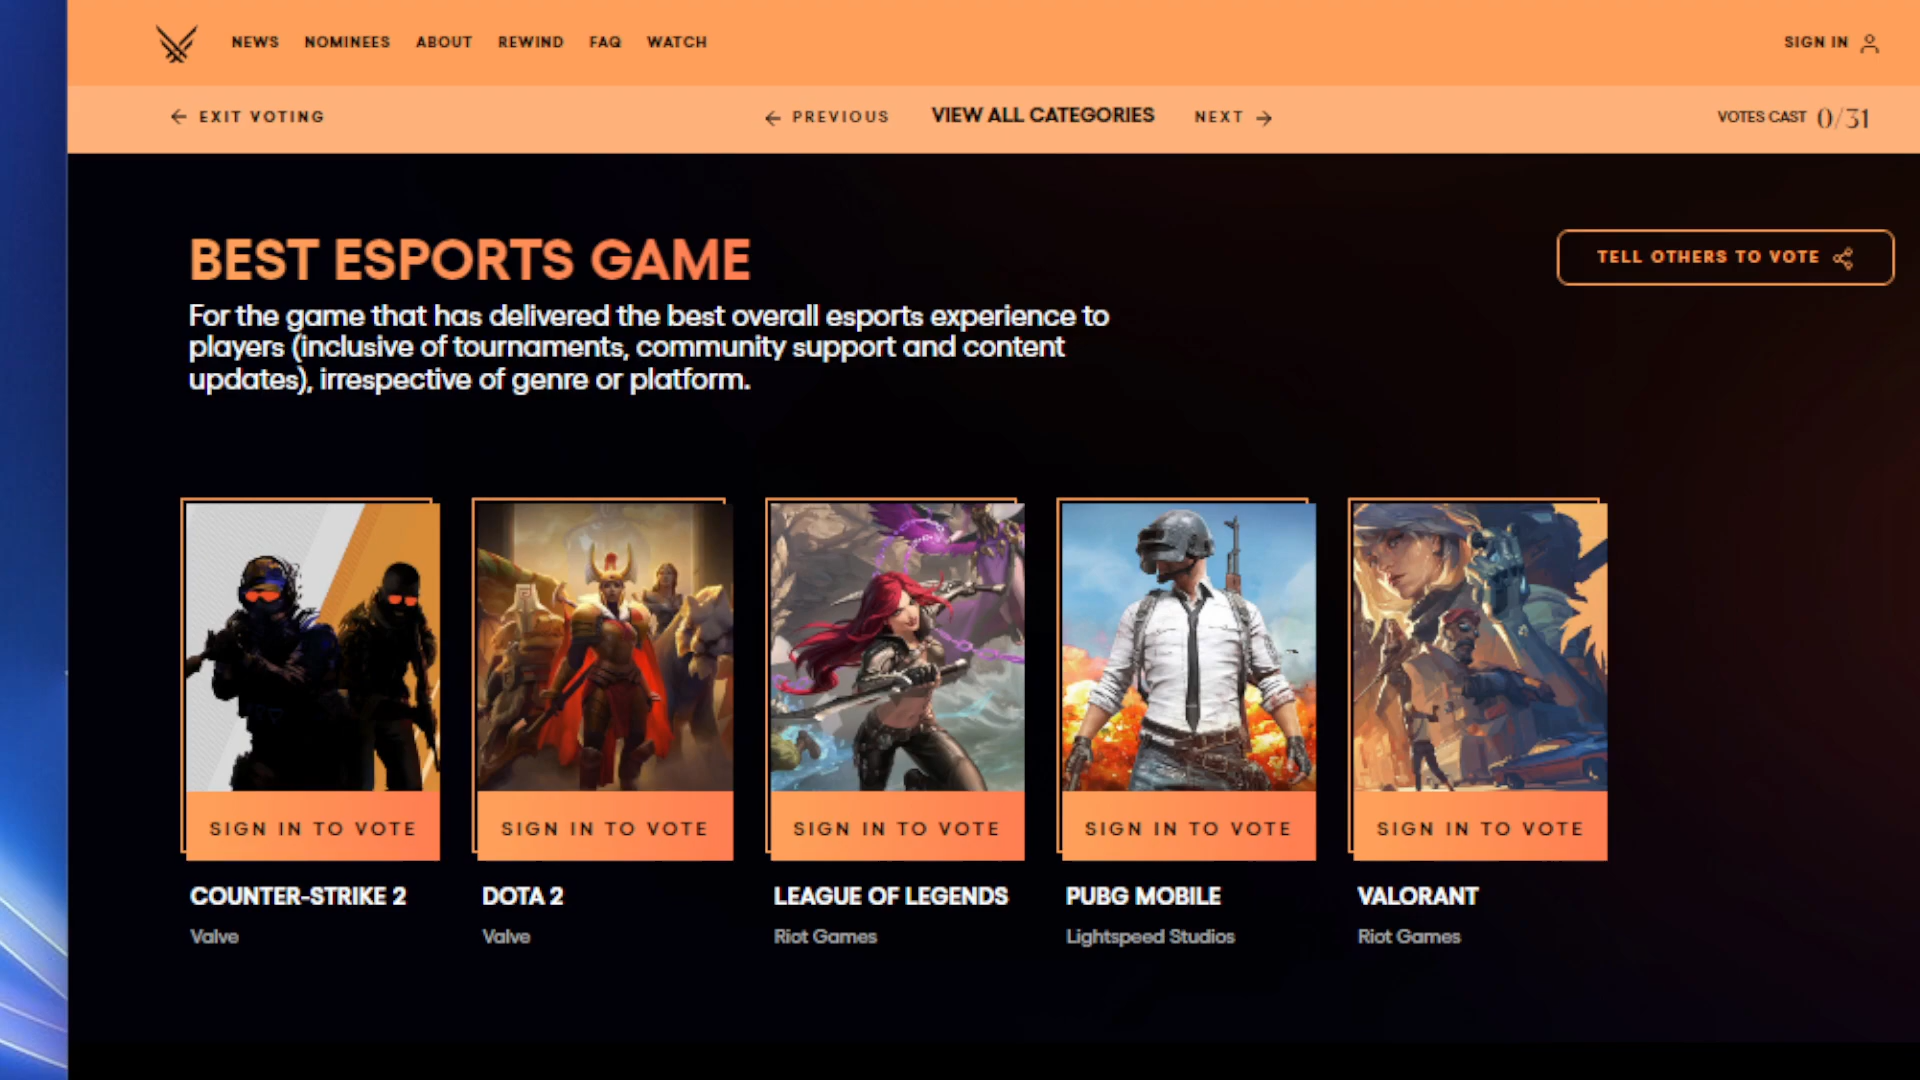 NEWS NOMINEES ABOUT REWIND FAQ WATCH SIGN IN
EXIT VOTING PREVIOUS VIEW ALL CATEGORIES NEXT VOTES CAST 0/31
BEST ESPORTS GAME
TELL OTHERS TO VOTE
For the game that has delivered the best overall esports experience to
players (inclusive of tournaments, community support and content
updates), irrespective of genre or platform.
SIGN IN TO VOTE SIGN IN TO VOTE SIGN IN TO VOTE SIGN IN TO VOTE SIGN IN TO VOTE
COUNTER-STRIKE 2 DOTA 2 LEAGUE OF LEGENDS PUBG MOBILE VALORANT
Valve Valve Riot Games Lightspeed Studios Riot Games